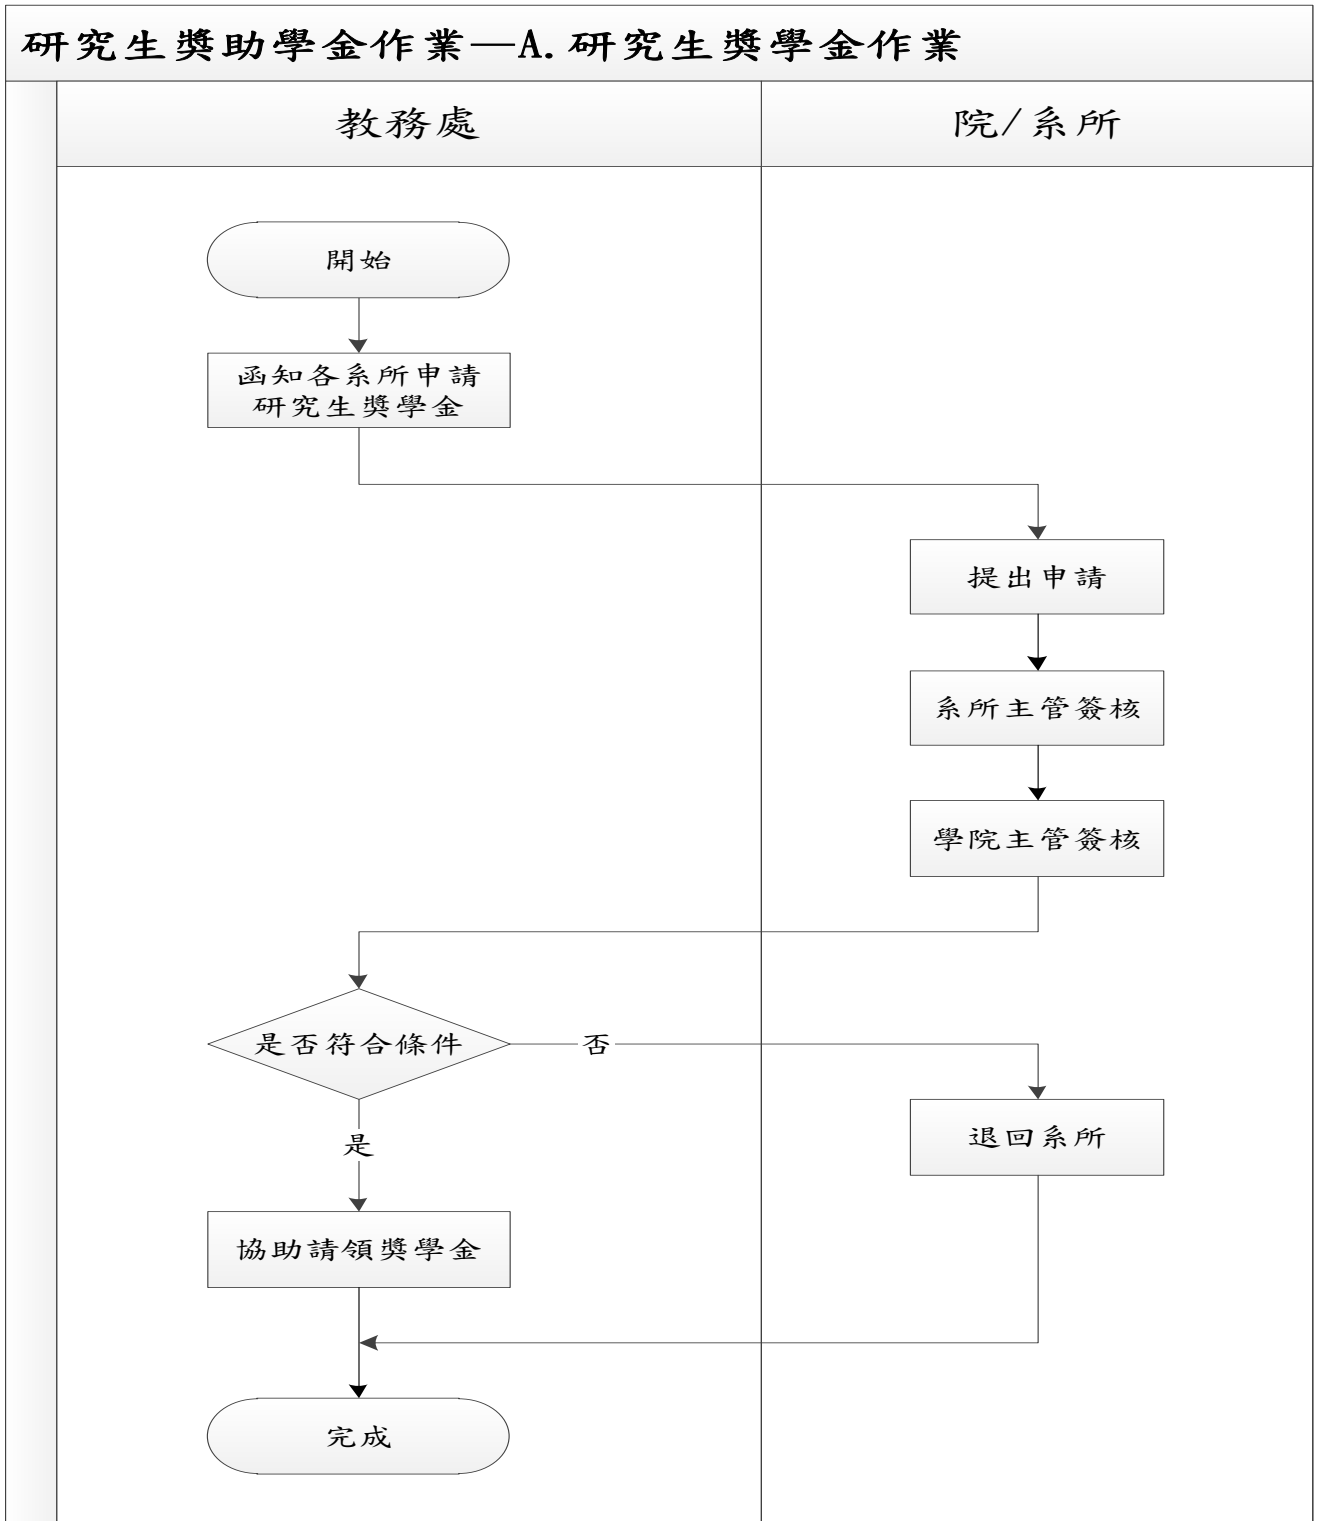 研究生獎助學金作業—A.研究生獎學金作業
教務處
院/系所
開始
函知各系所申請
研究生獎學金
提出申請
系所主管簽核
學院主管簽核
是否符合條件
否
是
退回系所
協助請領獎學金
完成